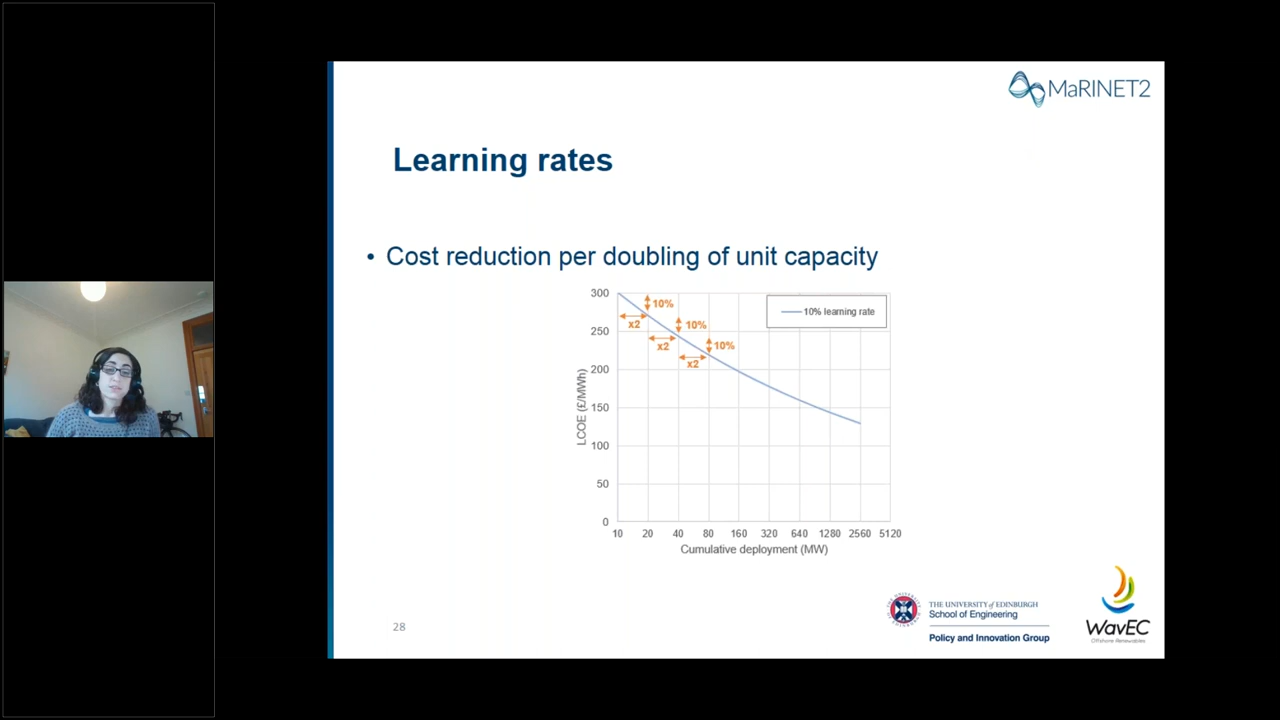 MaRINET2
Learning rates
• Cost reduction per doubling of unit capacity
300
250
200
150
100
50
0
LCOE (£/MWh)
10%
10%
10%
x2
x2
x2
10% learning rate
10 20 40 80 160 320 640 1280 2560 5120
Cumulative deployment (MW)
28
THE UNIVERSITY of EDINBURGH
School of Engineering
Policy and Innovation Group
WavEC
Offshore Renewables